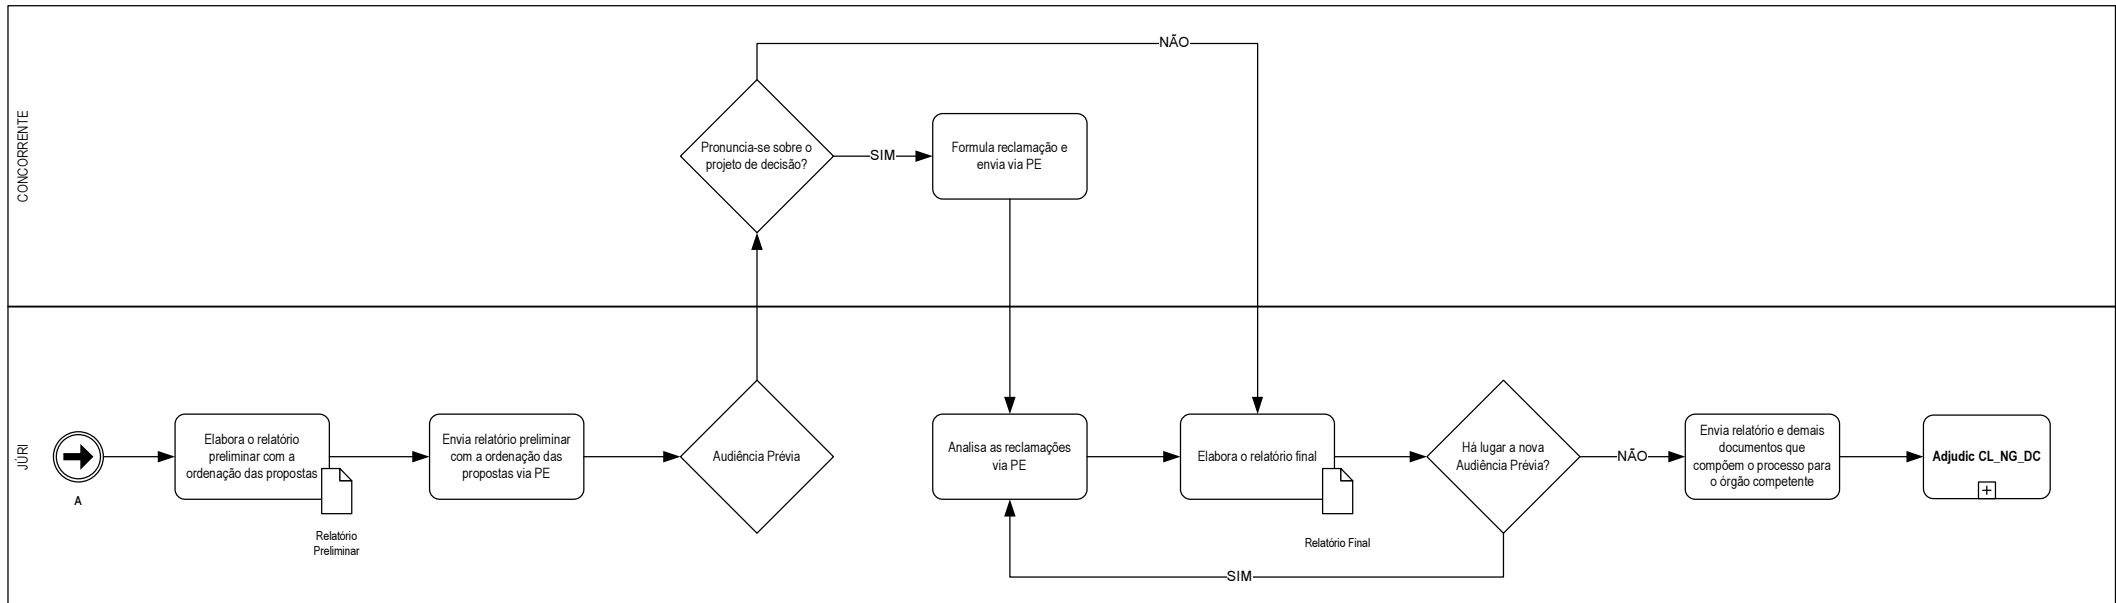 CONCORRENTE
NÃO
Pronuncia-se sobre o
projeto de decisão?
SIM
Formula reclamação e
envia via PE
JÚRI
A
Elabora o relatório
preliminar com a
ordenação das propostas
Relatório
Preliminar
Envia relatório preliminar
com a ordenação das
propostas via PE
Audiência Prévia
Analisa as reclamações
via PE
Elabora o relatório final
Relatório Final
Há lugar a nova
Audiência Prévia?
SIM
NÃO
Envia relatório e demais
documentos que
compõem o processo para
o órgão competente
Adjudic CL_NG_DC